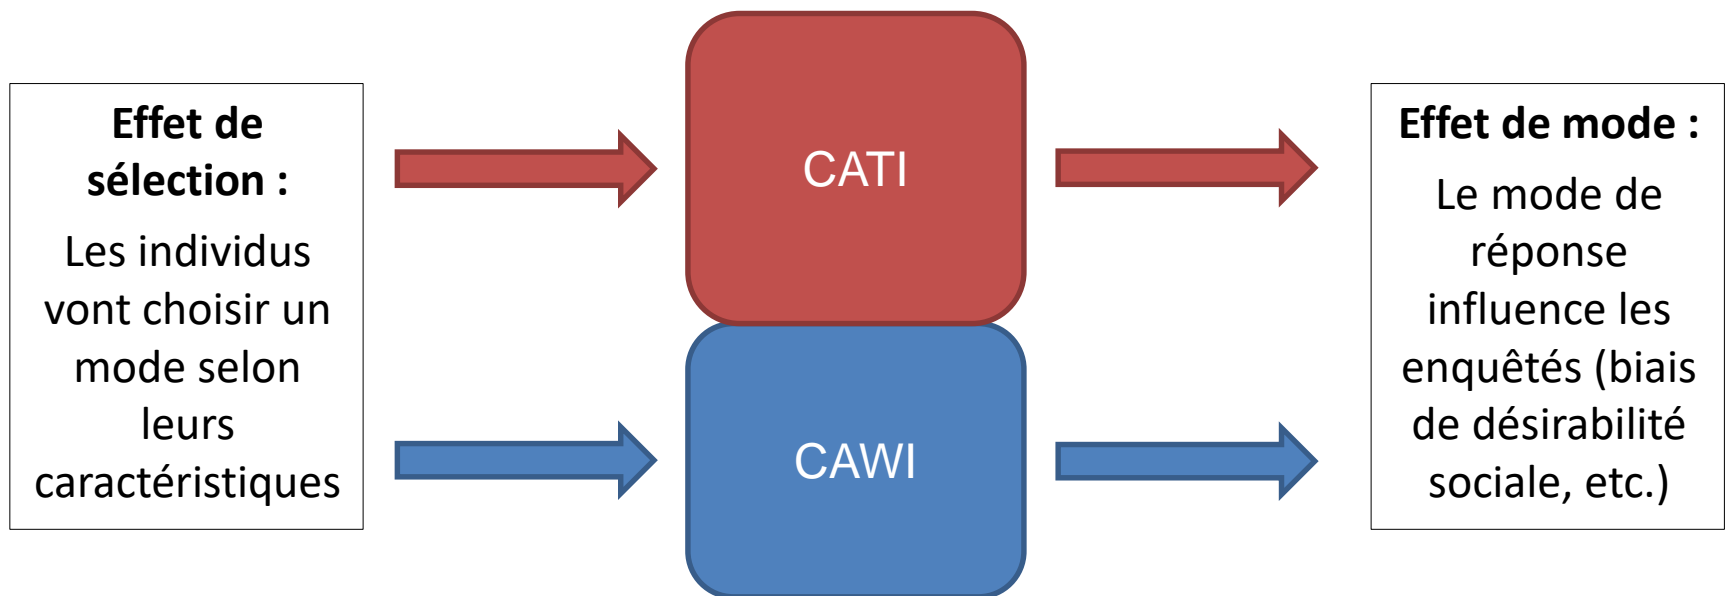 Effet de
sélection :
Les individus
vont choisir un
mode selon
leurs
caractéristiques
CATI
CAWI
Effet de mode :
Le mode de
réponse
influence les
enquêtés (biais
de désirabilité
sociale, etc.)